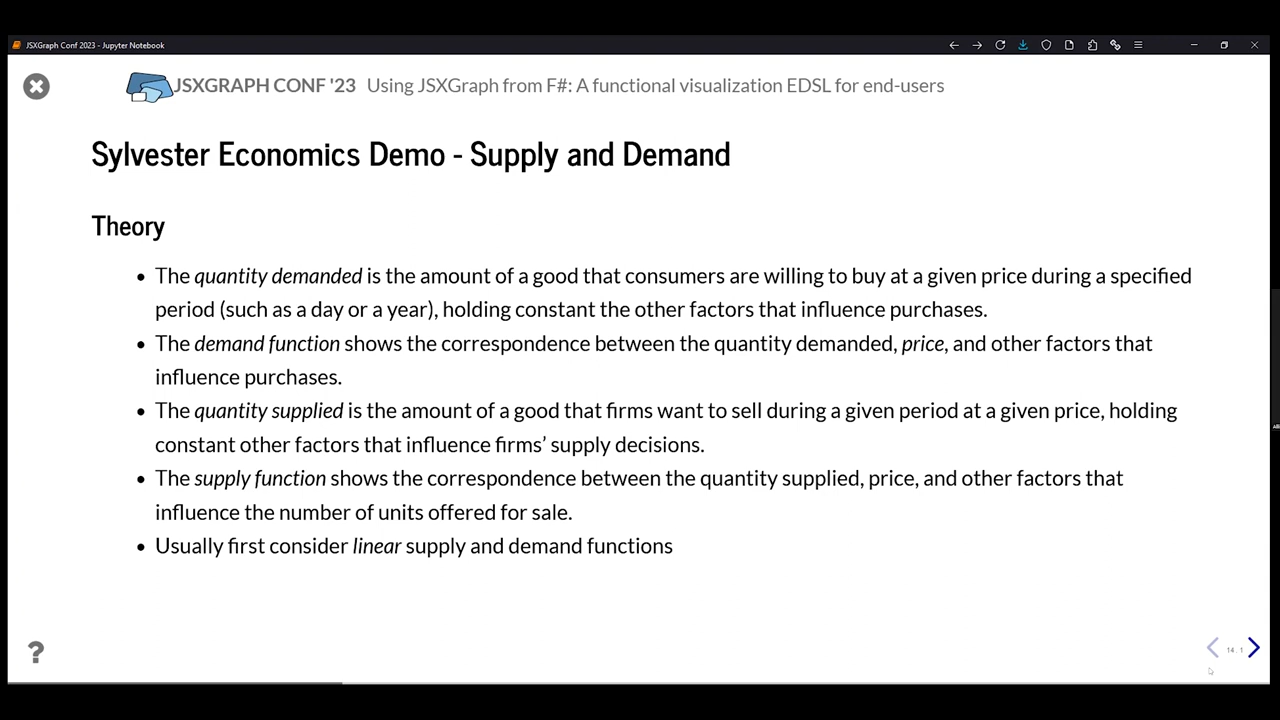 JSXGraph Conf 2023 - Jupyter Notebook
JSXGRAPH CONF '23 Using JSXGraph from F#: A functional visualization EDSL for end-users
Sylvester Economics Demo - Supply and Demand
Theory
• The quantity demanded is the amount of a good that consumers are willing to buy at a given price during a specified
period (such as a day or a year), holding constant the other factors that influence purchases.
• The demand function shows the correspondence between the quantity demanded, price, and other factors that
influence purchases.
• The quantity supplied is the amount of a good that firms want to sell during a given period at a given price, holding
constant other factors that influence firms’ supply decisions.
• The supply function shows the correspondence between the quantity supplied, price, and other factors that
influence the number of units offered for sale.
• Usually first consider linear supply and demand functions
?
14.1